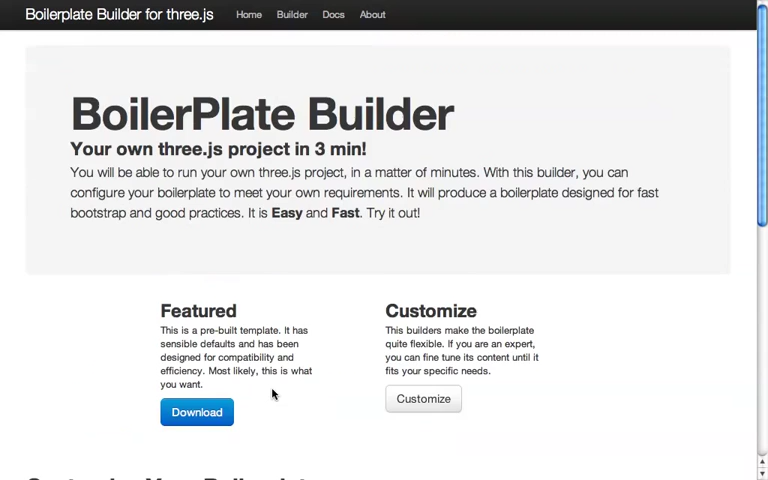 Boilerplate Builder for three.js Home Builder Docs About
BoilerPlate Builder
Your own three.js project in 3 min!
You will be able to run your own three.js project, in a matter of minutes. With this builder, you can
configure your boilerplate to meet your own requirements. It will produce a boilerplate designed for fast
bootstrap and good practices. It is Easy and Fast. Try it out!
Featured
This is a pre-built template. It has
sensible defaults and has been
designed for compatibility and
efficiency. Most likely, this is what
you want.
Download
Customize
This builders make the boilerplate
quite flexible. If you are an expert,
you can fine tune its content until it
fits your specific needs.
Customize